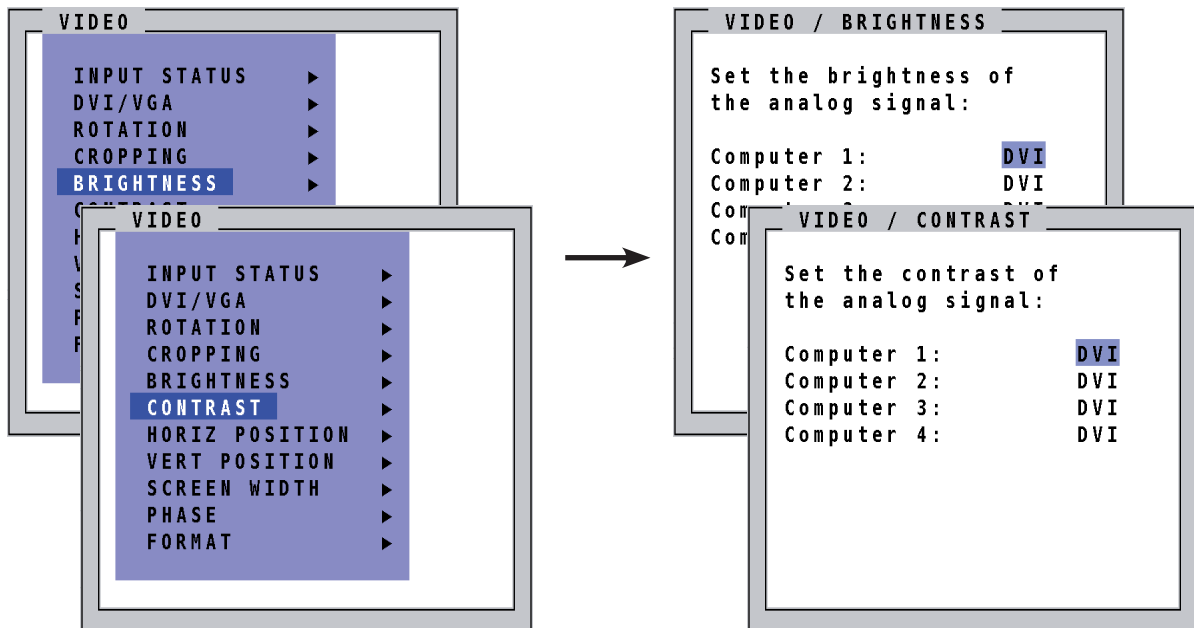 VIDEO
INPUT STATUS
DVI/VGA
ROTATION
CROPPING
BRIGHTNESS
VIDEO
INPUT STATUS
DVI/VGA
ROTATION
CROPPING
BRIGHTNESS
CONTRAST
HORIZ POSITION
VERT POSITION
SCREEN WIDTH
PHASE
FORMAT
VIDEO / BRIGHTNESS
Set the brightness of
the analog signal:
Computer 1: DVI
Computer 2: DVI
VIDEO / CONTRAST
Set the contrast of
the analog signal:
Computer 1: DVI
Computer 2: DVI
Computer 3: DVI
Computer 4: DVI